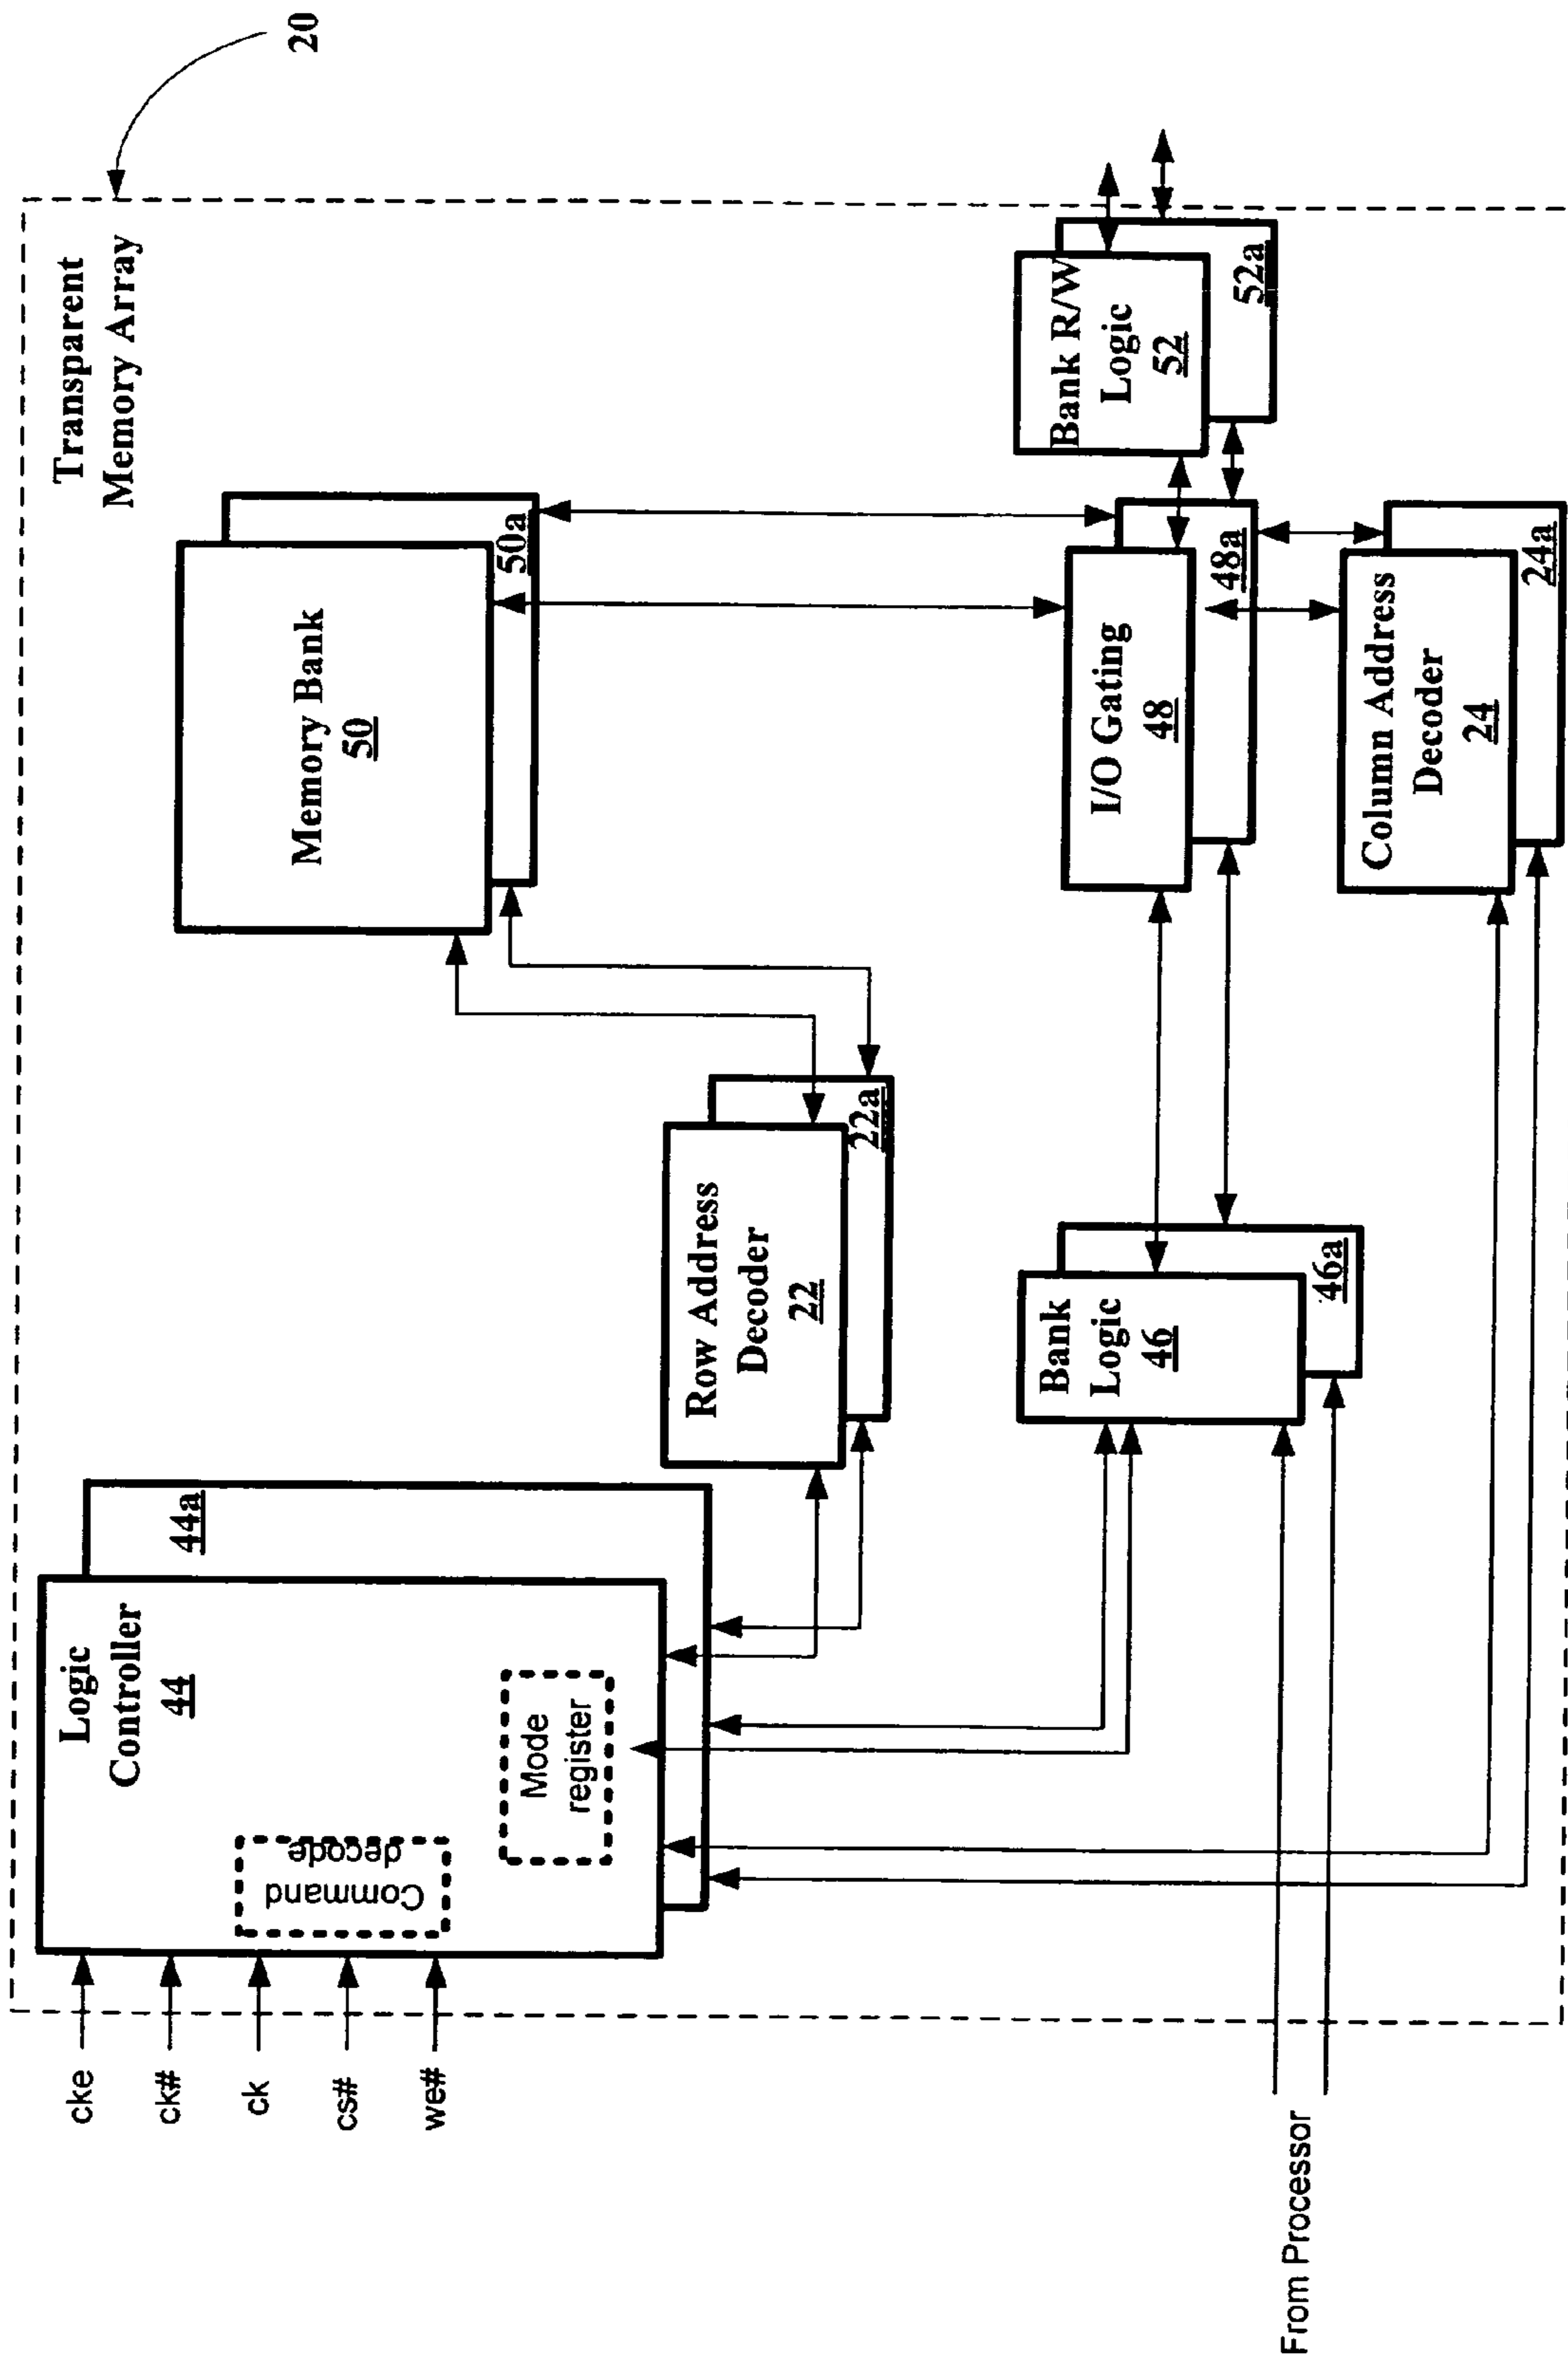 20
Transparent
Memory Array
Memory Bank
50
50a
Logic
Controller
44
44a
Command
decode
Mode
register
cke
ck#
ck
cs#
we#
Row Address
Decoder
22
22a
Bank R/W
Logic
52
52a
I/O Gating
48
48a
Bank
Logic
46
46a
Column Address
Decoder
24
24a
From Processor